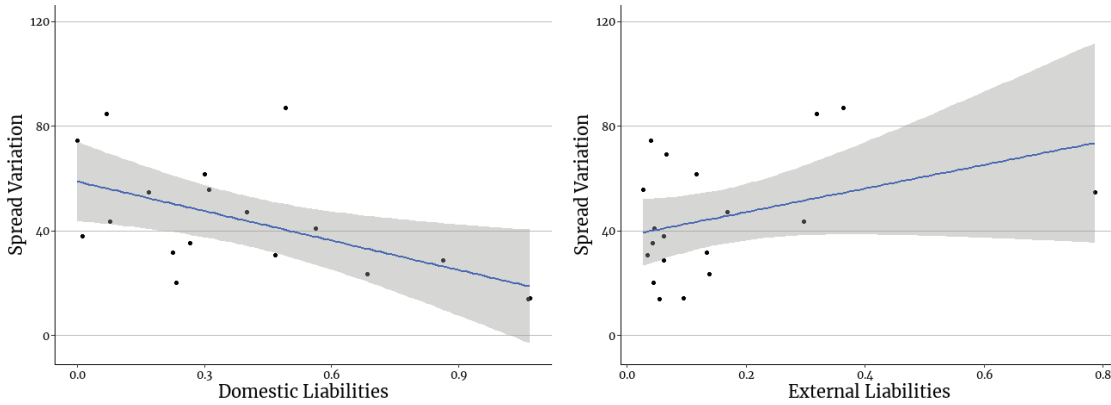 Spread Variation
120
80
40
0
0.0 0.3 0.6 0.9
Domestic Liabilities
Spread Variation
120
80
40
0
0.0 0.2 0.4 0.6 0.8
External Liabilities